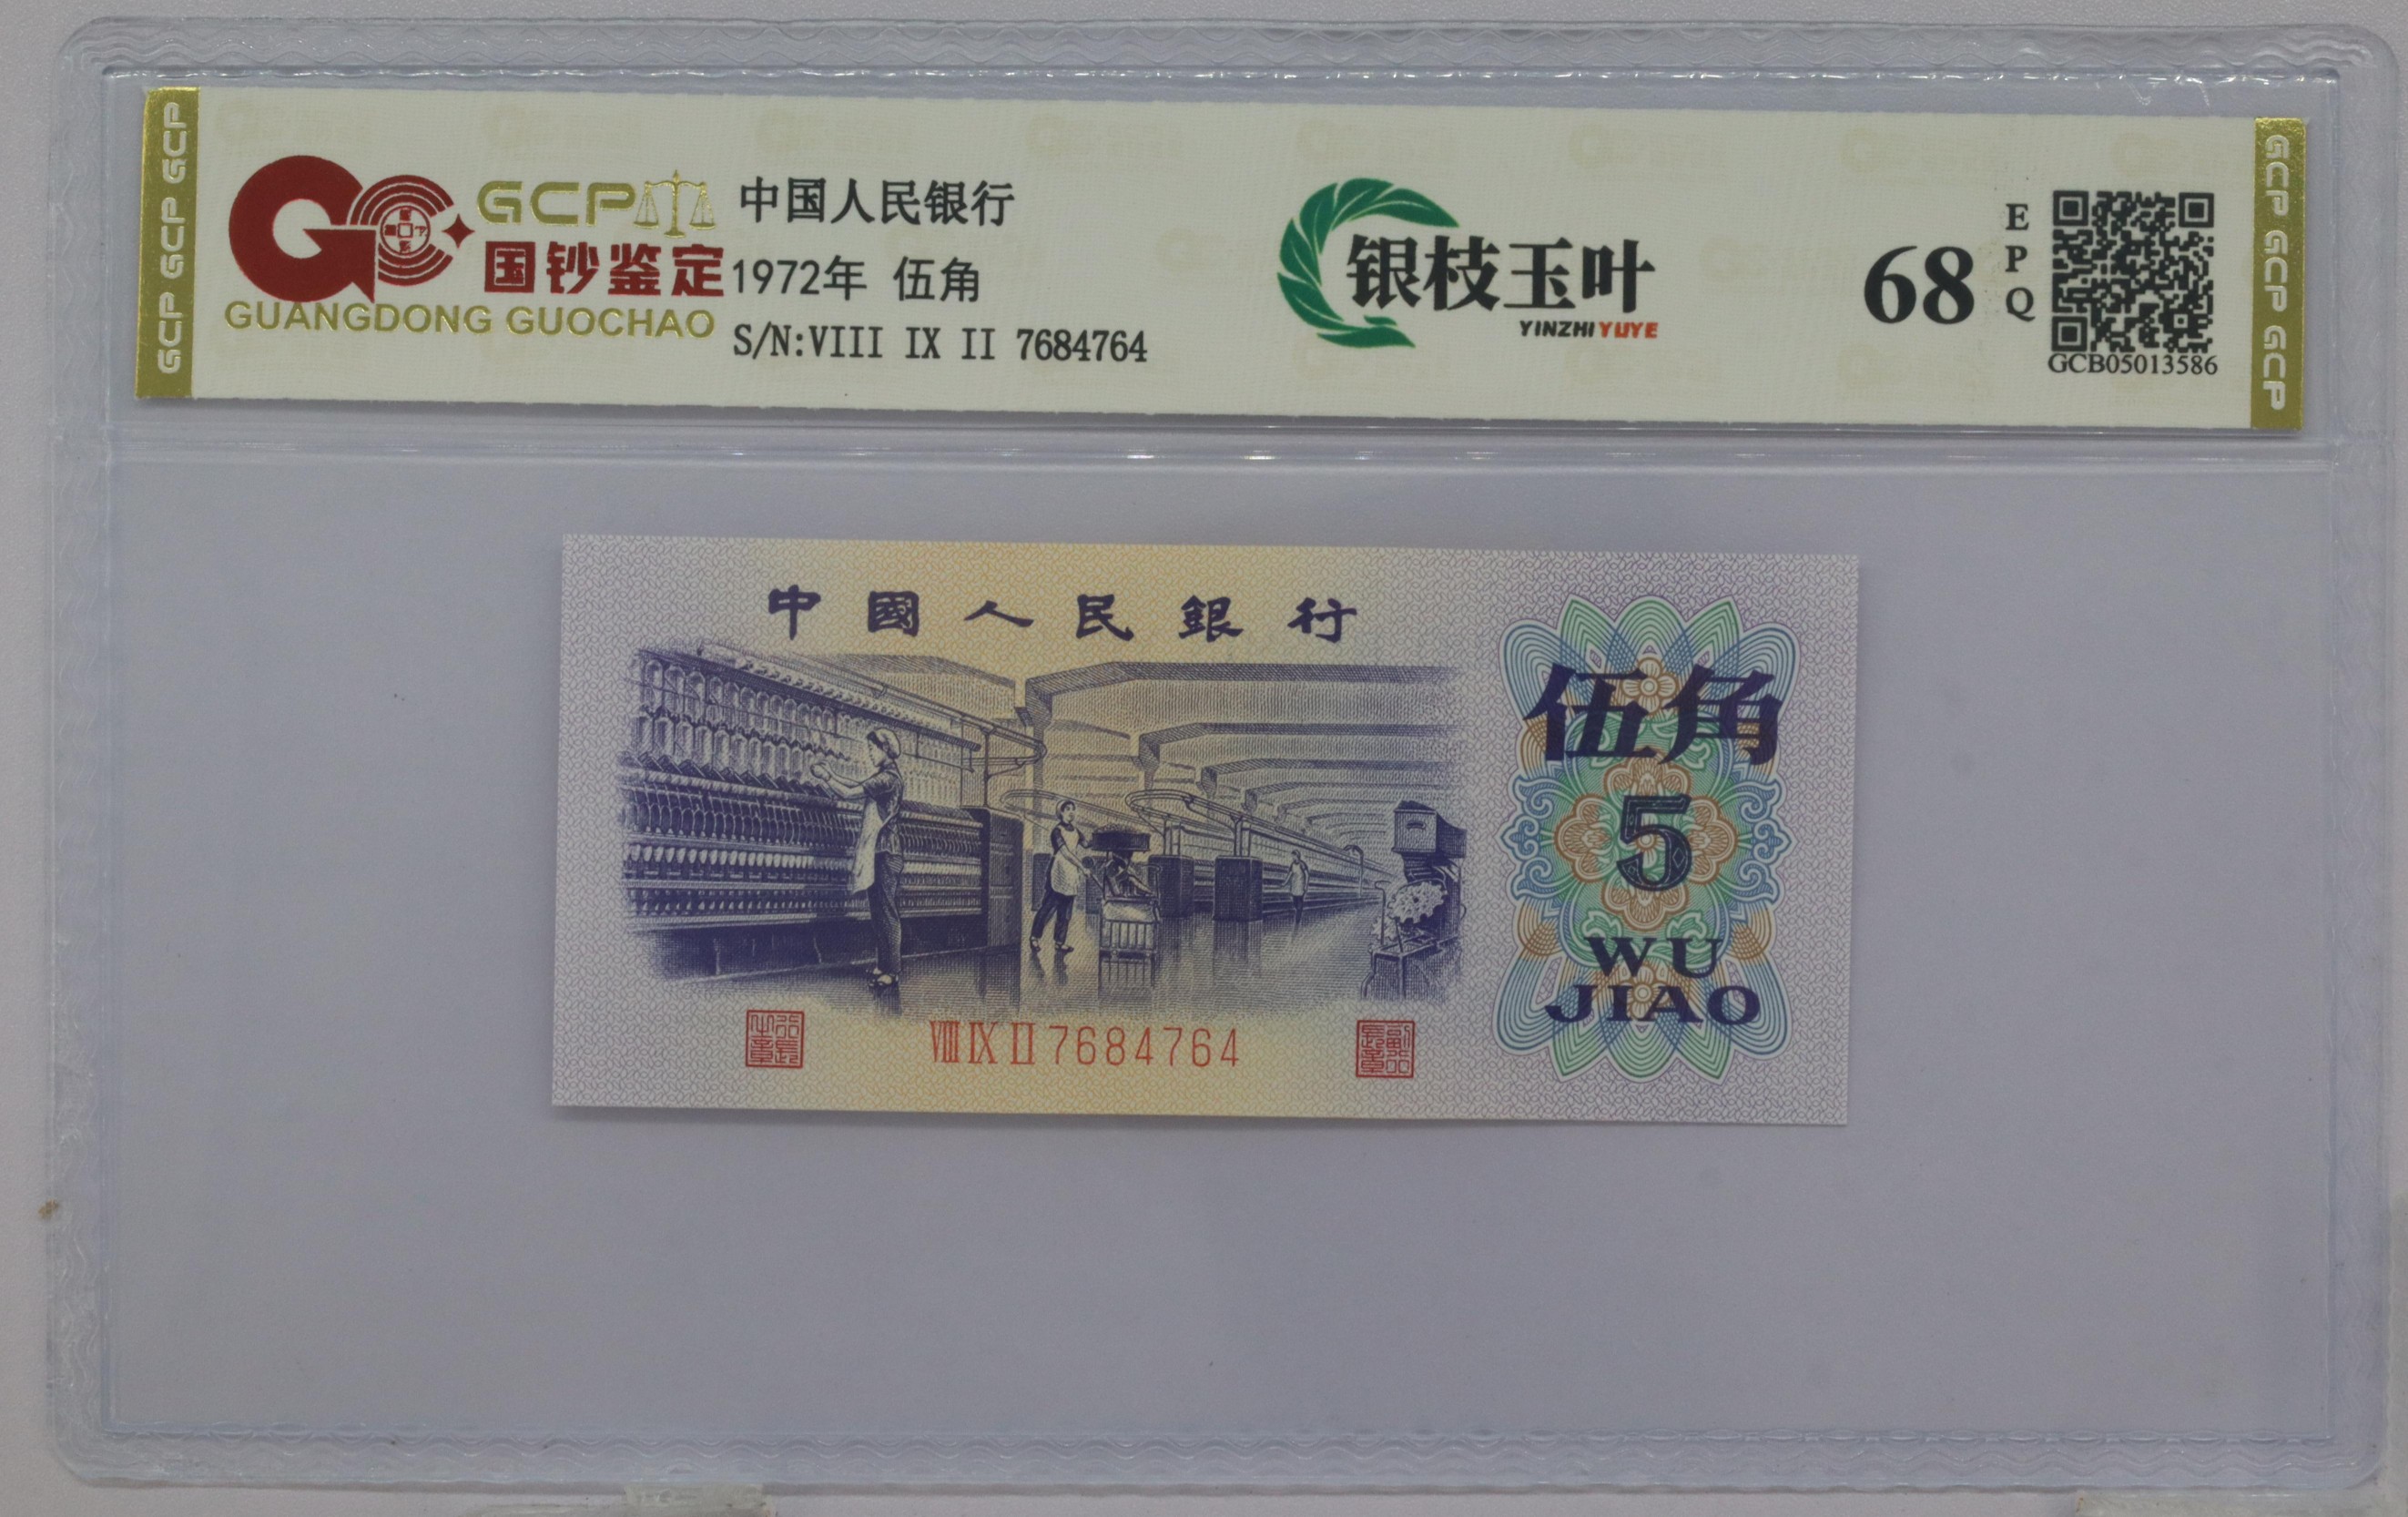 GCP GCP GCP
GCP
国钞鉴定
GUANGDONG GUOCHAO
中国人民银行
1972年 伍角
S/N:VIII IX II 7684764
银枝玉叶
YINZHI YUYE
68
EPQ
GCB05013586
GCP GCP GCP
中國人民銀行
伍角
5
WU
JIAO
VIII IX II 7684764